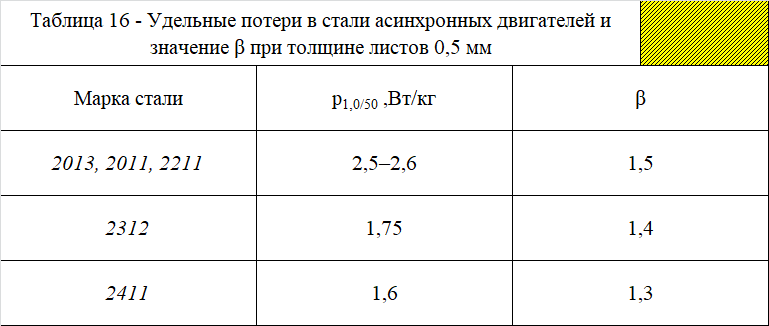 Таблица 16 - Удельные потери в стали асинхронных двигателей и
значение β при толщине листов 0,5 мм
Марка стали p1,0/50 ,Вт/кг β
2013, 2011, 2211 2,5–2,6 1,5
2312 1,75 1,4
2411 1,6 1,3